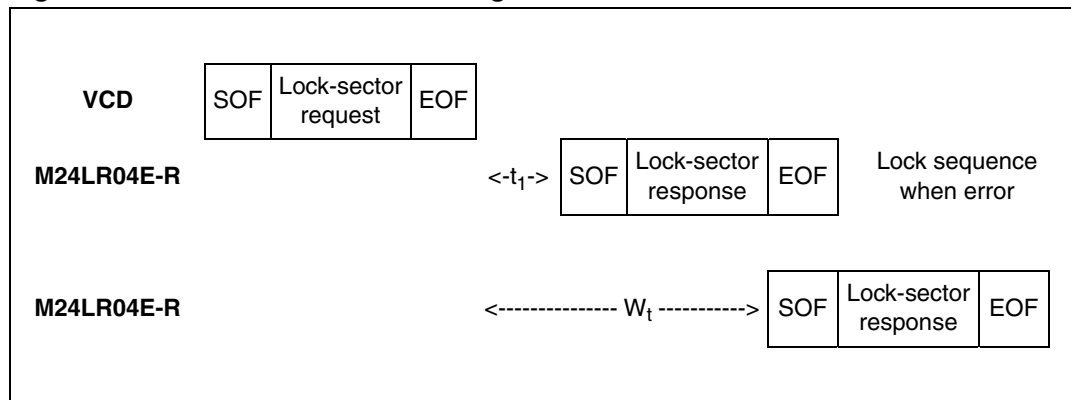 VCD
SOF
Lock-sector
request
EOF
M24LR04E-R
<-t1->
SOF
Lock-sector
response
EOF
Lock sequence
when error
M24LR04E-R
<--------------- Wt ----------->
SOF
Lock-sector
response
EOF